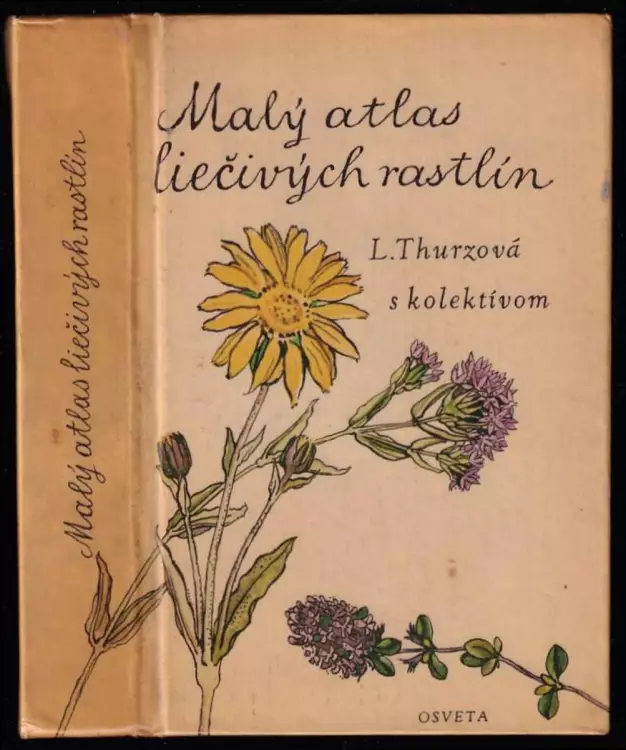 Malý atlas liečivých rastlín
Malý atlas
liečivých rastlín
L. Thurzová
s kolektívom
OSVETA